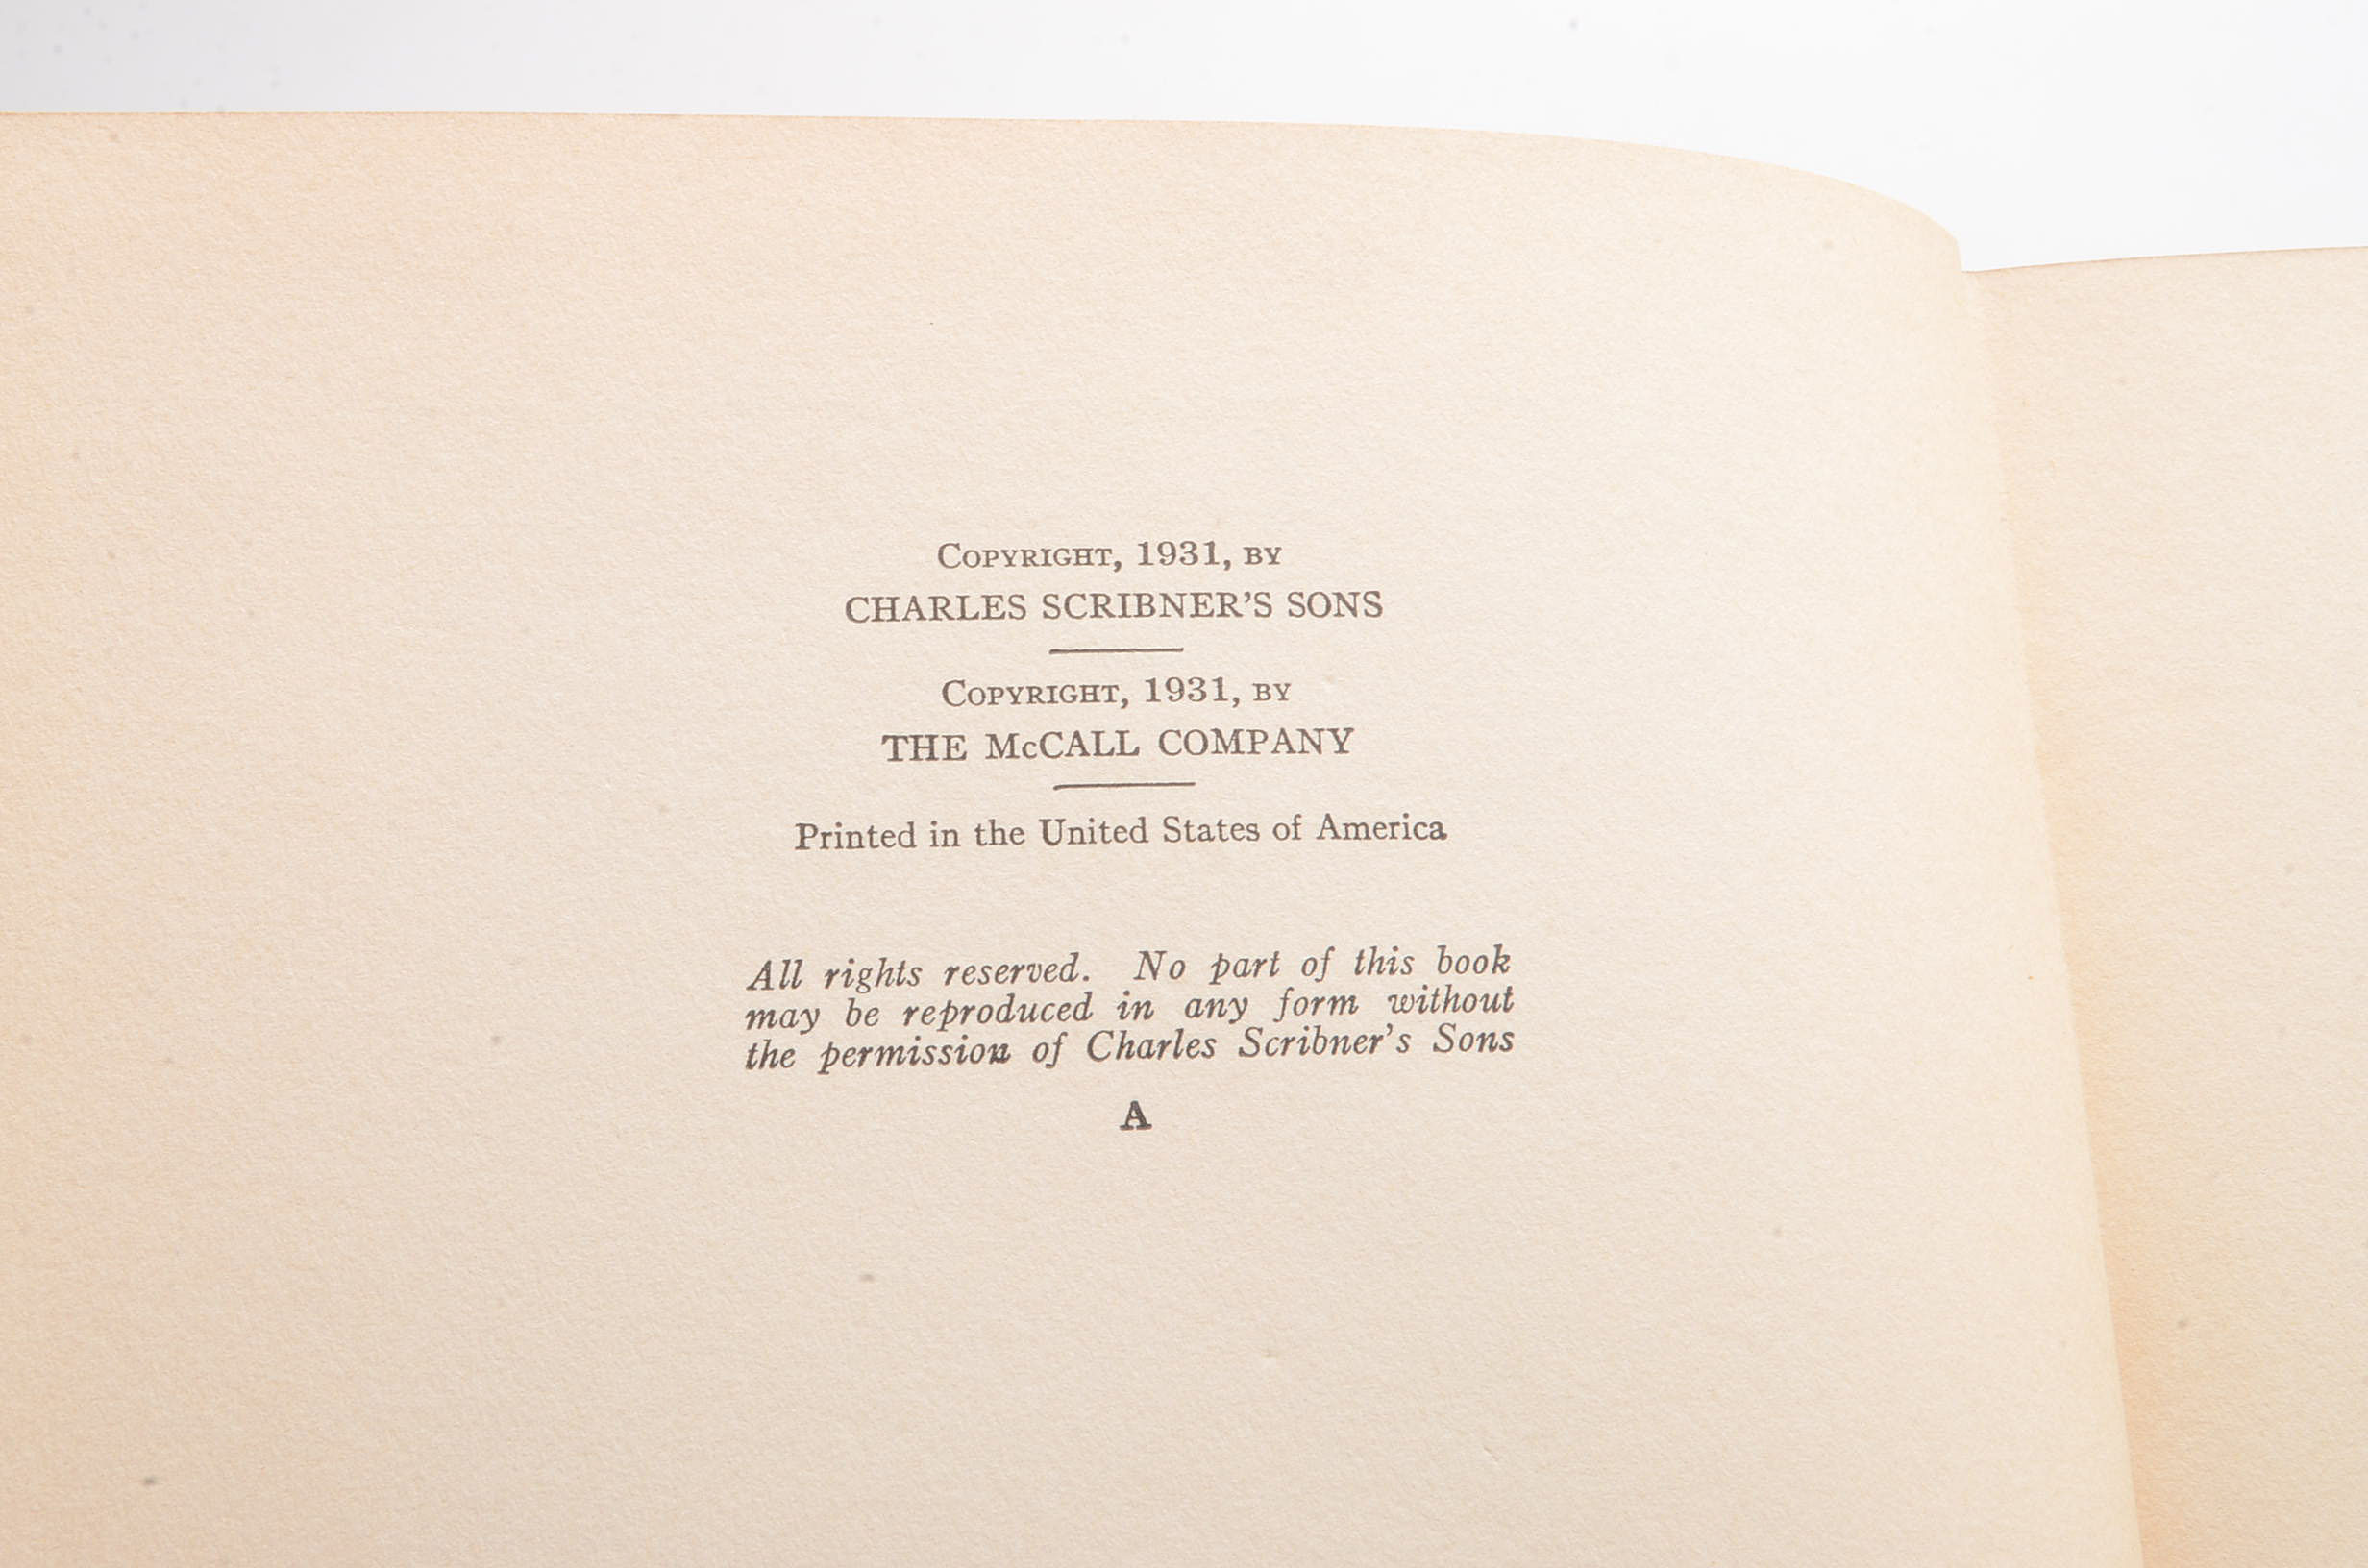 Copyright, 1931, by
CHARLES SCRIBNER'S SONS
Copyright, 1931, by
THE McCALL COMPANY
Printed in the United States of America
All rights reserved. No part of this book
may be reproduced in any form without
the permission of Charles Scribner's Sons
A